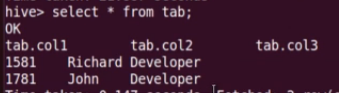 hive> select * from tab;
OK
tab.col1 tab.col2 tab.col3
1581 Richard Developer
1781 John Developer